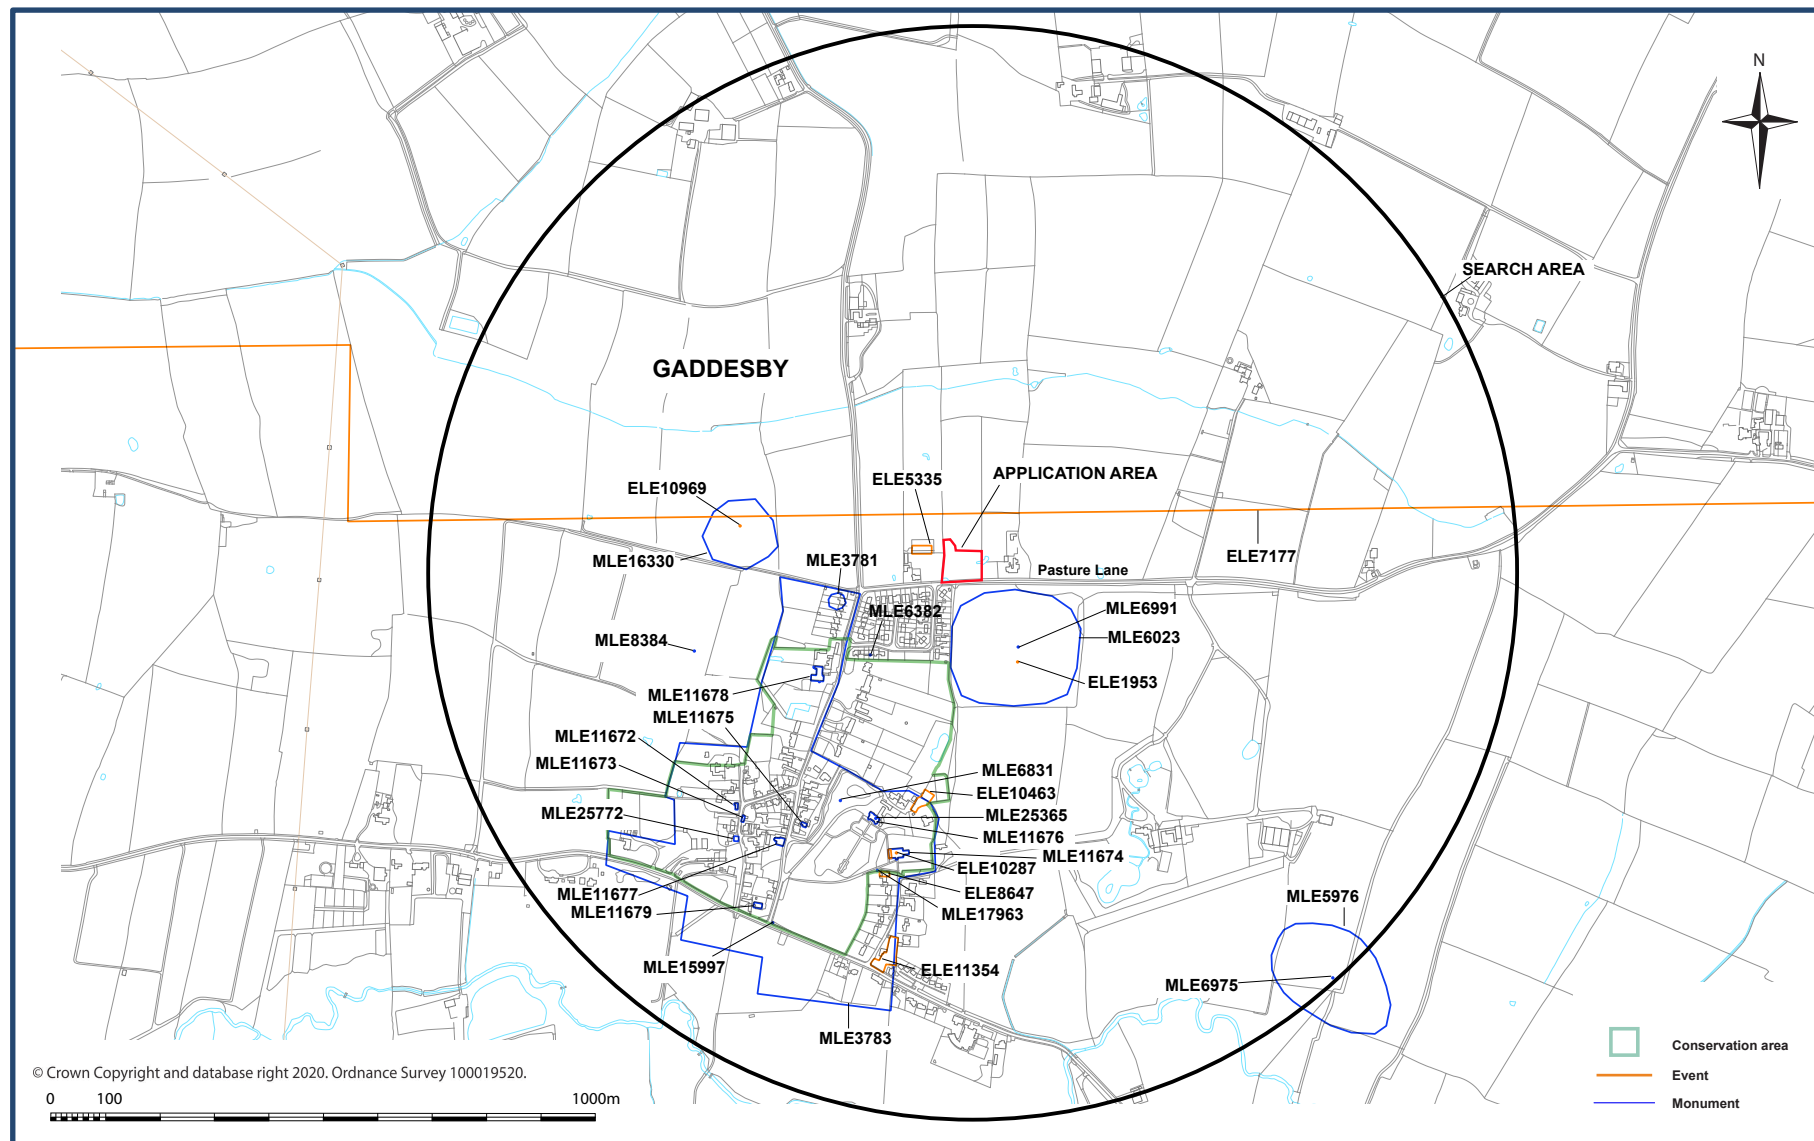 N
SEARCH AREA
GADDESBY
ELE5335
APPLICATION AREA
ELE10969
ELE7177
MLE16330
MLE3781
Pasture Lane
MLE6382
MLE6991
MLE8384
MLE6023
ELE1953
MLE11678
MLE11675
MLE11672
MLE11673
MLE6831
ELE10463
MLE25772
MLE25365
MLE11676
MLE11674
ELE10287
MLE11677
ELE8647
MLE5976
MLE11679
MLE17963
MLE15997
ELE11354
MLE6975
MLE3783
Conservation area
Event
Monument
© Crown Copyright and database right 2020. Ordnance Survey 100019520.
0 100 1000m